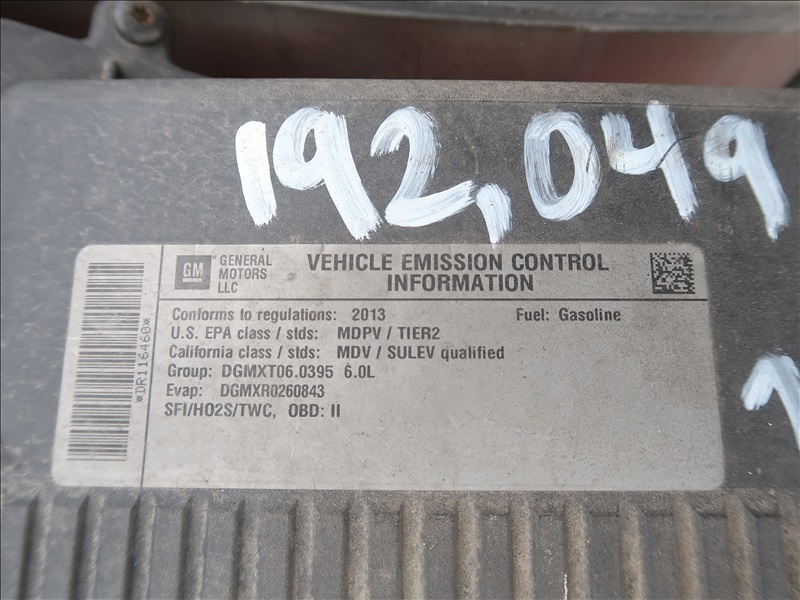 192,049
GM
GENERAL MOTORS LLC
VEHICLE EMISSION CONTROL INFORMATION
Conforms to regulations: 2013 Fuel: Gasoline
U.S. EPA class / stds: MDPV / TIER2
California class / stds: MDV / SULEV qualified
Group: DGMXT06.0395 6.0L
Evap: DGMXR0260843
SFI/HO2S/TWC, OBD: II
*DR116460*